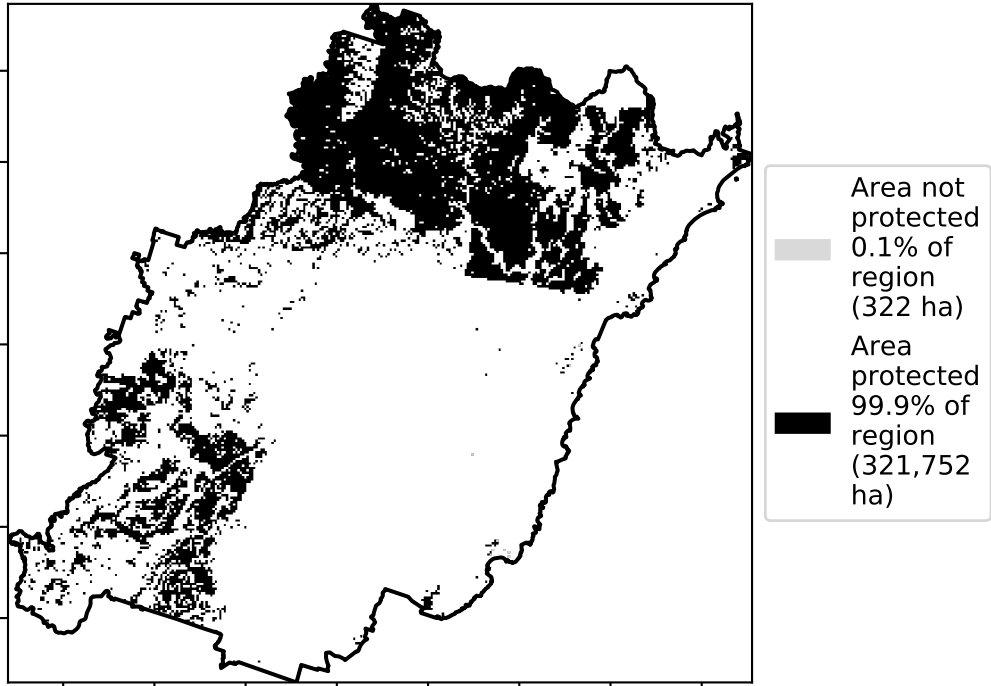 Area not
protected
0.1% of
region
(322 ha)
Area
protected
99.9% of
region
(321,752
ha)